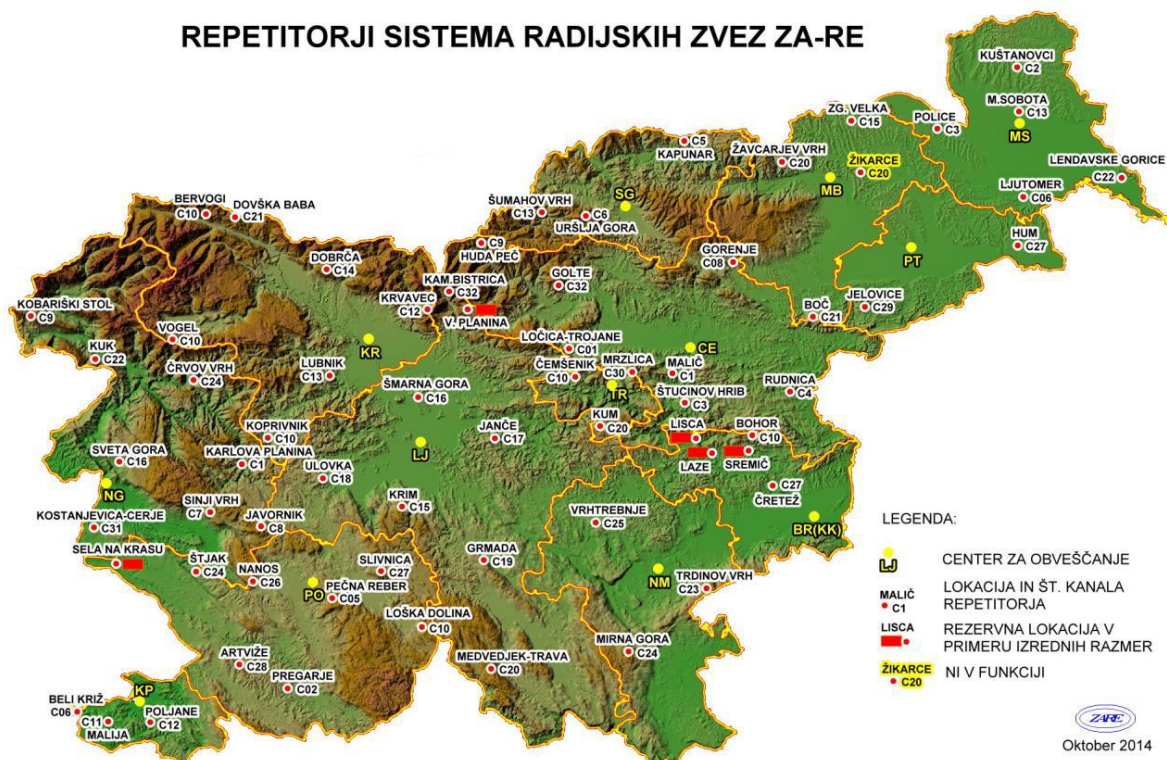 REPETITORJI SISTEMA RADIJSKIH ZVEZ ZA-RE
KUŠTANOVCI
C2
M.SOBOTA
C13
MS
ZG. VELKA
C15
POLICE
C3
C5
KAPUNAR
ŽAVCARJEV VRH
C20
ŽIKARCE
C20
MB
LENDAVSKE GORICE
C22
LJUTOMER
C06
HUM
C27
BERVOGI
C10
DOVŠKA BABA
C21
ŠUMAHOV VRH
C13
C6
URŠLJA GORA
SG
C9
HUDA PEČ
GORENJE
C08
PT
DOBRČA
C14
KAM.BISTRICA
C32
GOLTE
C32
KRVAVEC
C12
V. PLANINA
BOČ
C21
JELOVICE
C29
KOBARIŠKI STOL
C9
VOGEL
C10
KR
KUK
C22
ČRVOV VRH
C24
LUBNIK
C13
LOČICA-TROJANE
C01
ČEMŠENIK
C10
MRZLICA
C30
TR
CE
MALIČ
C1
ŠTUCINOV HRIB
C3
RUDNICA
C4
ŠMARNA GORA
C16
KUM
C20
JANČE
C17
LISCA
BOHOR
C10
LAZE
SREMIČ
KOPRIVNIK
C10
LJ
SVETA GORA
C16
KARLOVA PLANINA
C1
ULOVKA
C18
NG
C27
ČRETEŽ
SINJI VRH
C7
KRIM
C15
KOSTANJEVICA-CERJE
C31
JAVORNIK
C8
VRHTREBNJE
C25
BR(KK)
SELA NA KRASU
ŠTJAK
C24
NANOS
C26
SLIVNICA
C27
GRMADA
C19
PO
PEČNA REBER
C05
NM
TRDINOV VRH
C23
LOŠKA DOLINA
C10
MIRNA GORA
C24
ARTVIŽE
C28
MEDVEDJEK-TRAVA
C20
PREGARJE
C02
KP
BELI KRIŽ
C06
C11
MALIJA
POLJANE
C12
LEGENDA:
LJ
CENTER ZA OBVEŠČANJE
MALIČ
C1
LOKACIJA IN ŠT. KANALA
REPETITORJA
LISCA
REZERVNA LOKACIJA V
PRIMERU IZREDNIH RAZMER
ŽIKARCE
C20
NI V FUNKCIJI
ZARE
Oktober 2014